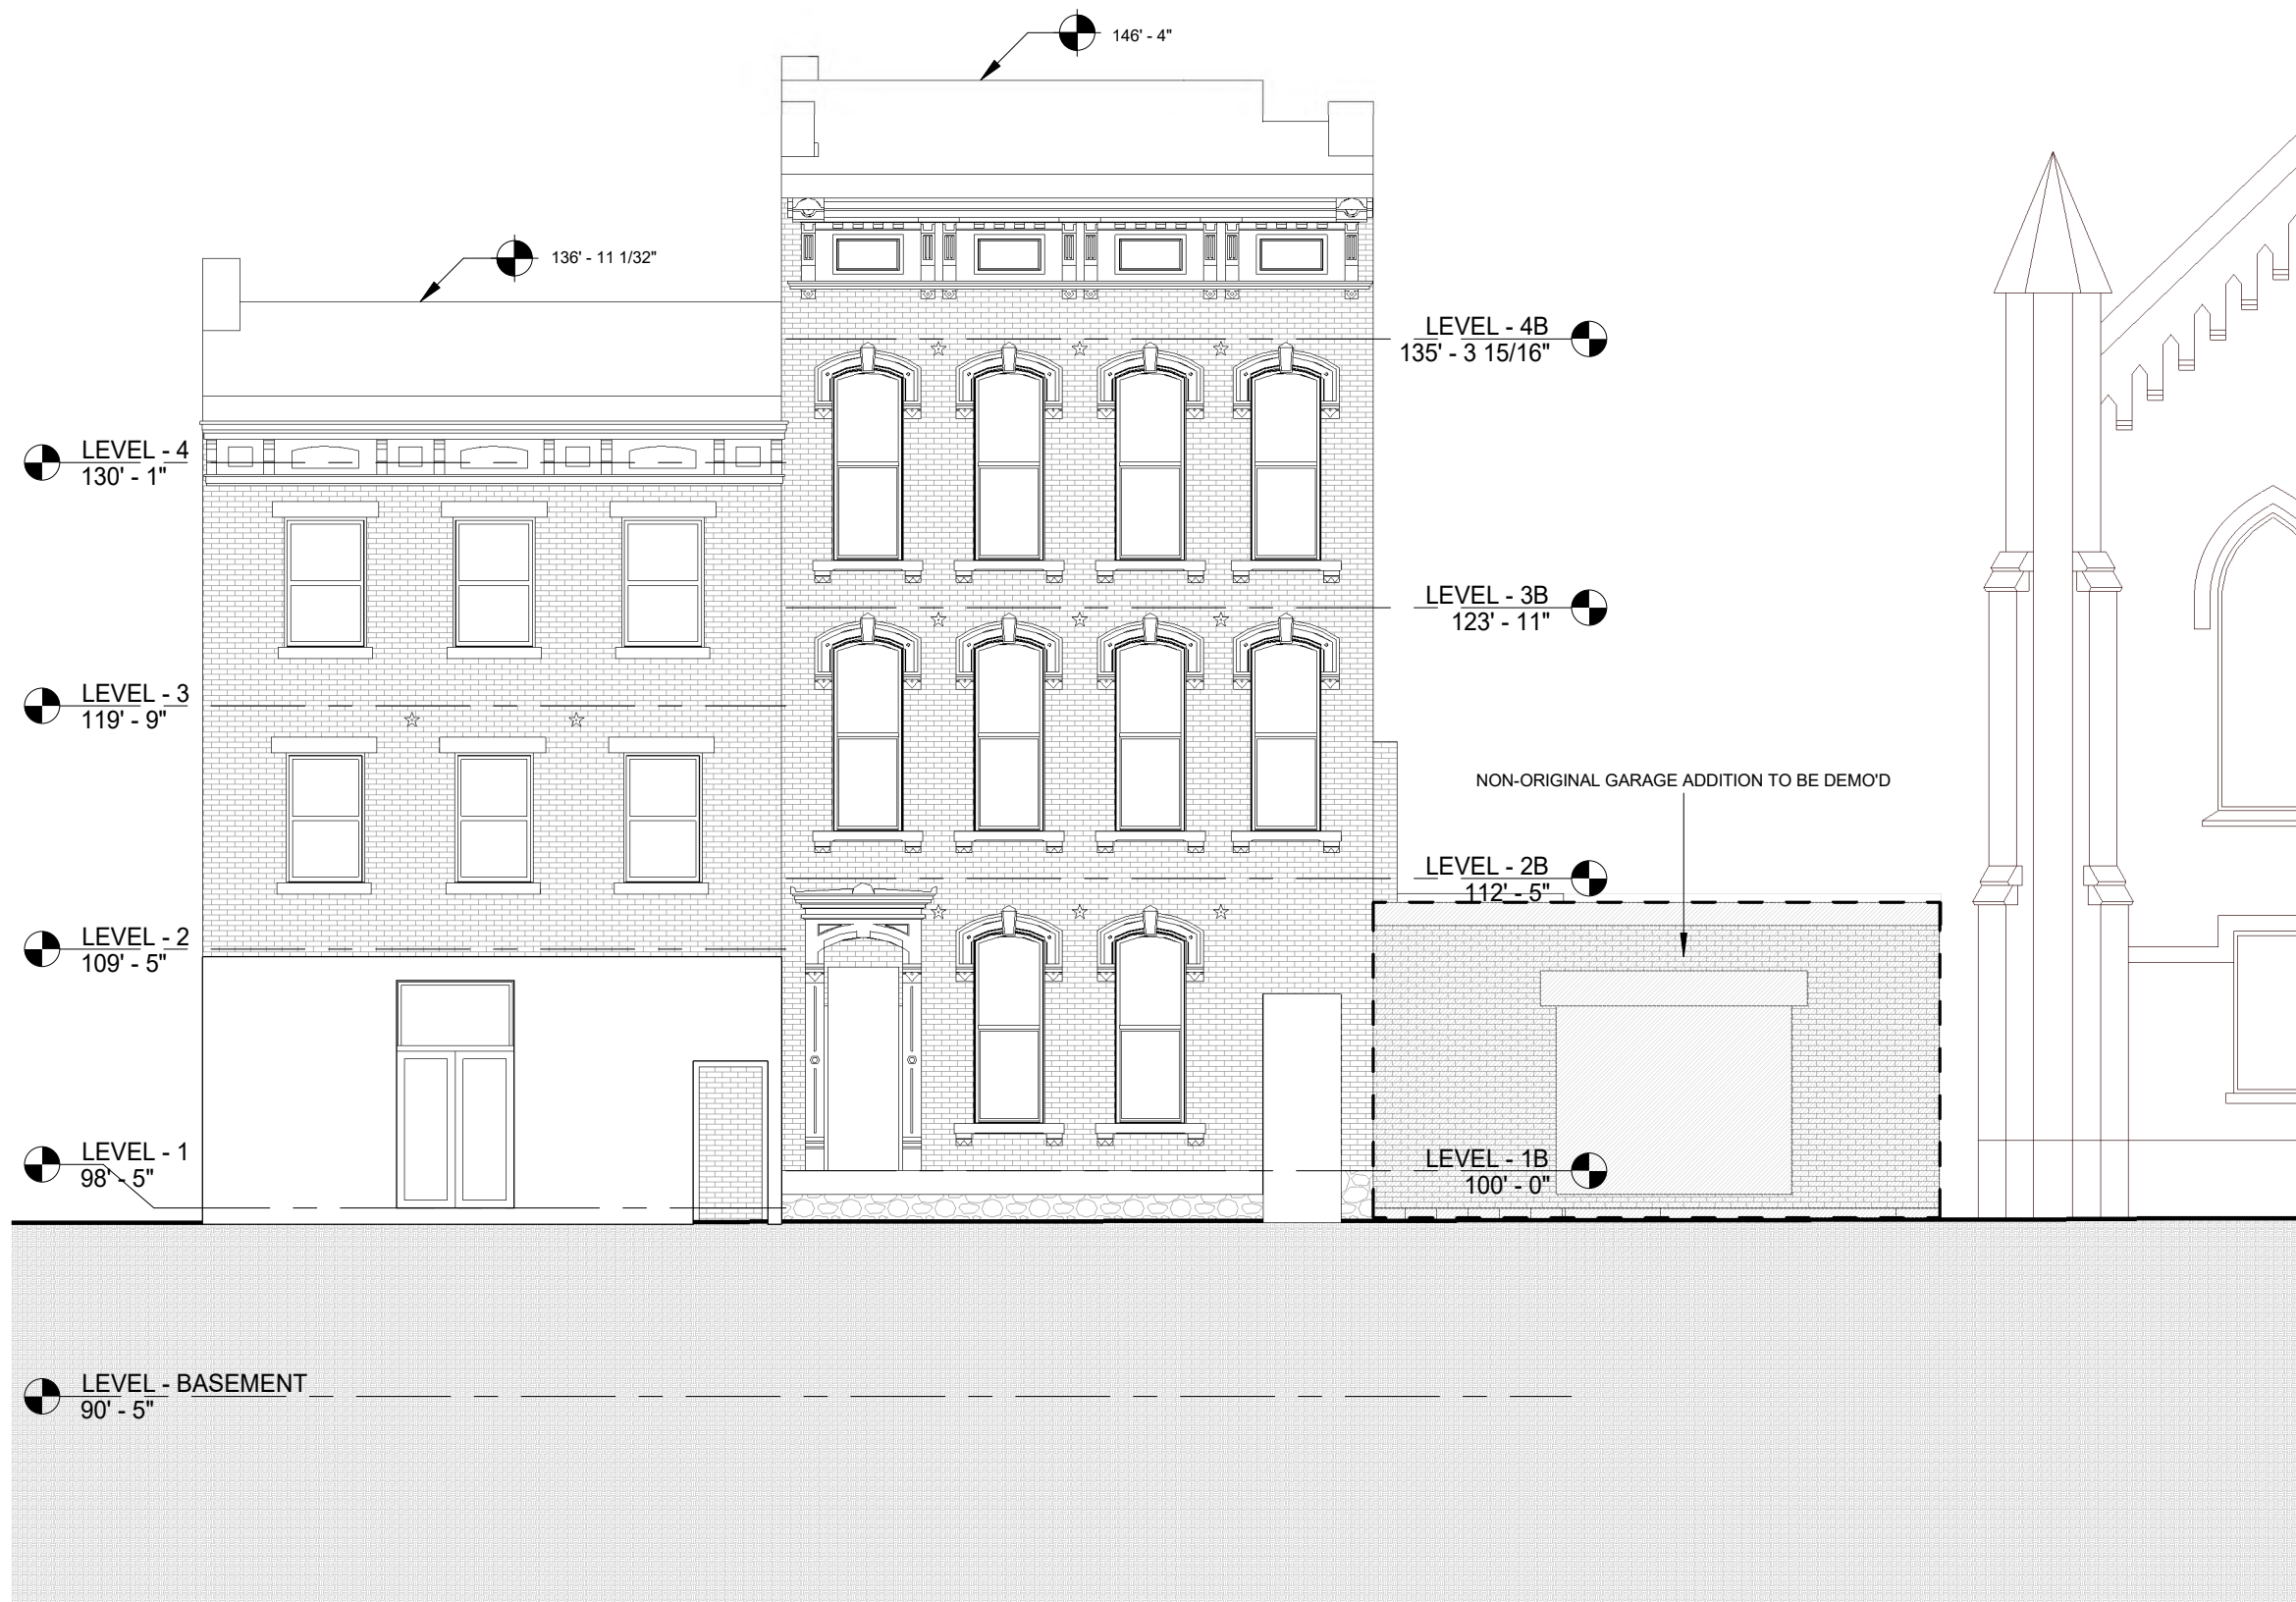 146' - 4"
136' - 11 1/32"
LEVEL - 4B
135' - 3 15/16"
LEVEL - 4
130' - 1"
LEVEL - 3B
123' - 11"
LEVEL - 3
119' - 9"
NON-ORIGINAL GARAGE ADDITION TO BE DEMO'D
LEVEL - 2B
112' - 5"
LEVEL - 2
109' - 5"
LEVEL - 1
98' - 5"
LEVEL - 1B
100' - 0"
LEVEL - BASEMENT
90' - 5"